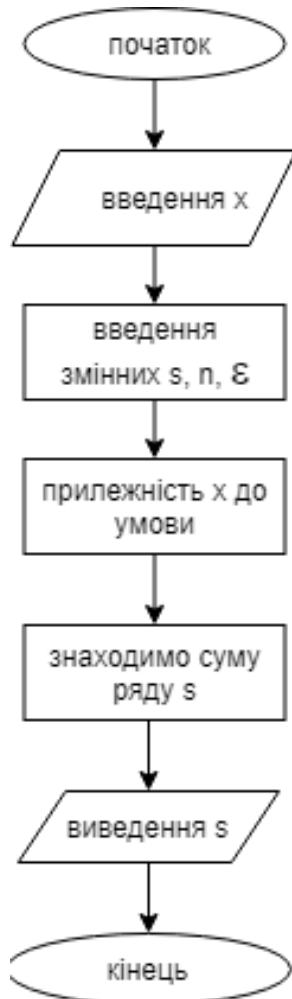 початок
введення x
введення
змінних s, n, ε
прилежність x до
умови
знаходимо суму
ряду s
виведення s
кінець